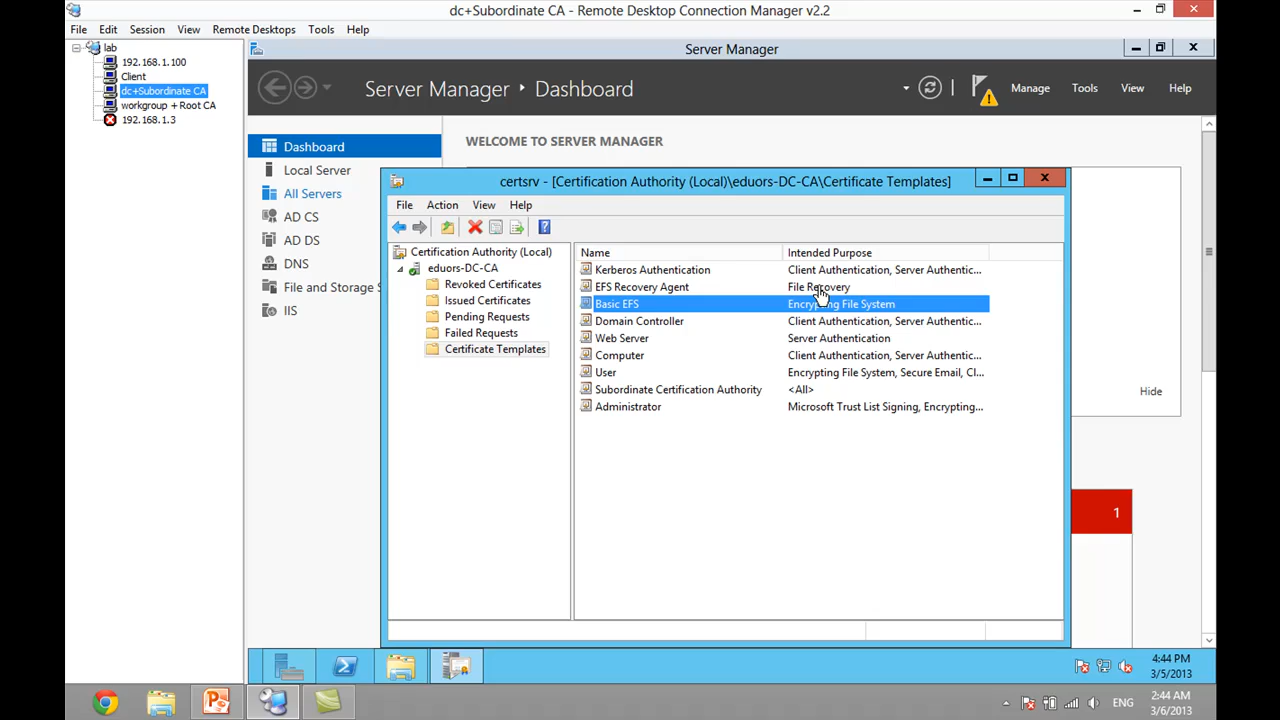 dc+Subordinate CA - Remote Desktop Connection Manager v2.2
File Edit Session View Remote Desktops Tools Help
lab
192.168.1.100
Client
dc+Subordinate CA
workgroup + Root CA
192.168.1.3
Server Manager
Server Manager Dashboard
Manage Tools View Help
Dashboard
Local Server
All Servers
AD CS
AD DS
DNS
File and Storage S
IIS
WELCOME TO SERVER MANAGER
certsrv - [Certification Authority (Local)\eduors-DC-CA\Certificate Templates]
File Action View Help
Certification Authority (Local)
eduors-DC-CA
Revoked Certificates
Issued Certificates
Pending Requests
Failed Requests
Certificate Templates
Name Intended Purpose
Kerberos Authentication Client Authentication, Server Authentic...
EFS Recovery Agent File Recovery
Basic EFS Encrypting File System
Domain Controller Client Authentication, Server Authentic...
Web Server Server Authentication
Computer Client Authentication, Server Authentic...
User Encrypting File System, Secure Email, Cl...
Subordinate Certification Authority <All>
Administrator Microsoft Trust List Signing, Encrypting...
Hide
1
4:44 PM
3/5/2013
ENG
2:44 AM
3/6/2013